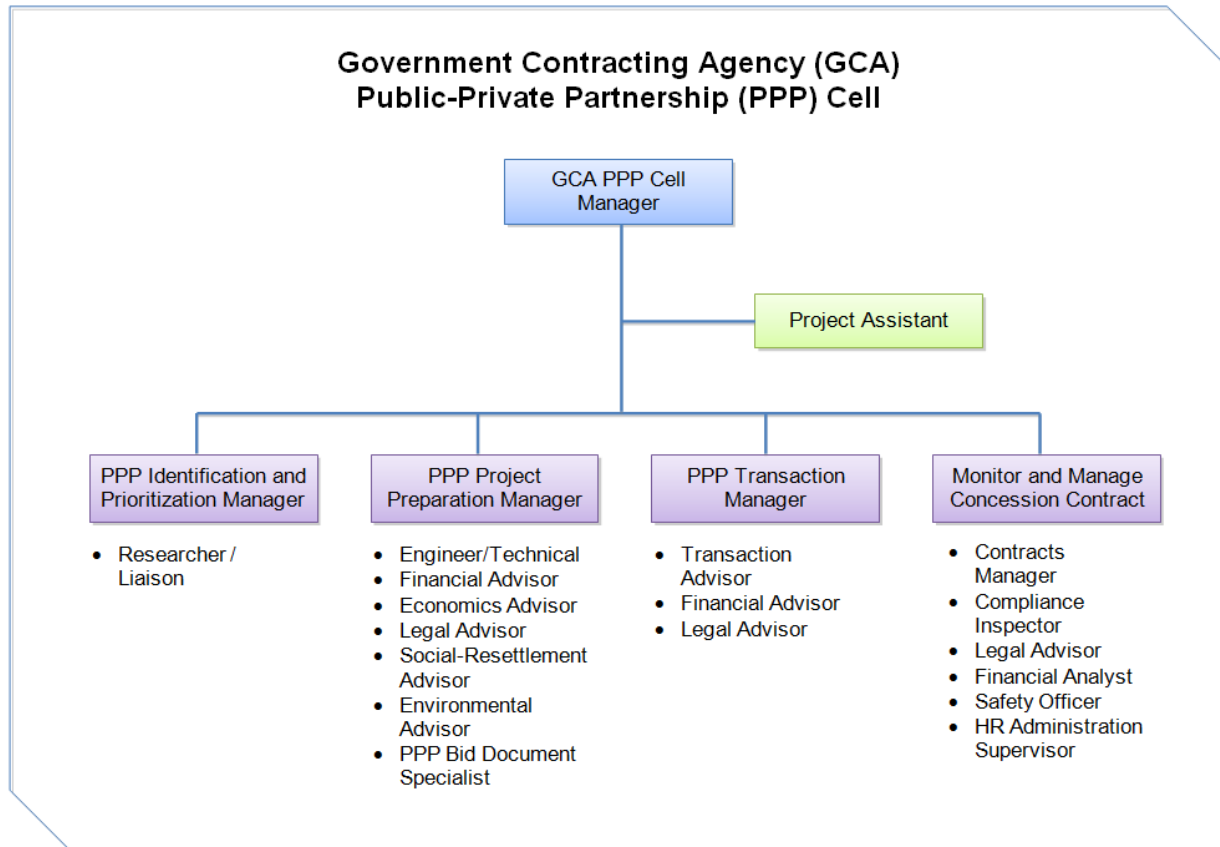 Government Contracting Agency (GCA)
Public-Private Partnership (PPP) Cell
GCA PPP Cell
Manager
Project Assistant
PPP Identification and
Prioritization Manager
• Researcher /
Liaison
PPP Project
Preparation Manager
• Engineer/Technical
• Financial Advisor
• Economics Advisor
• Legal Advisor
• Social-Resettlement
Advisor
• Environmental
Advisor
• PPP Bid Document
Specialist
PPP Transaction
Manager
• Transaction
Advisor
• Financial Advisor
• Legal Advisor
Monitor and Manage
Concession Contract
• Contracts
Manager
• Compliance
Inspector
• Legal Advisor
• Financial Analyst
• Safety Officer
• HR Administration
Supervisor